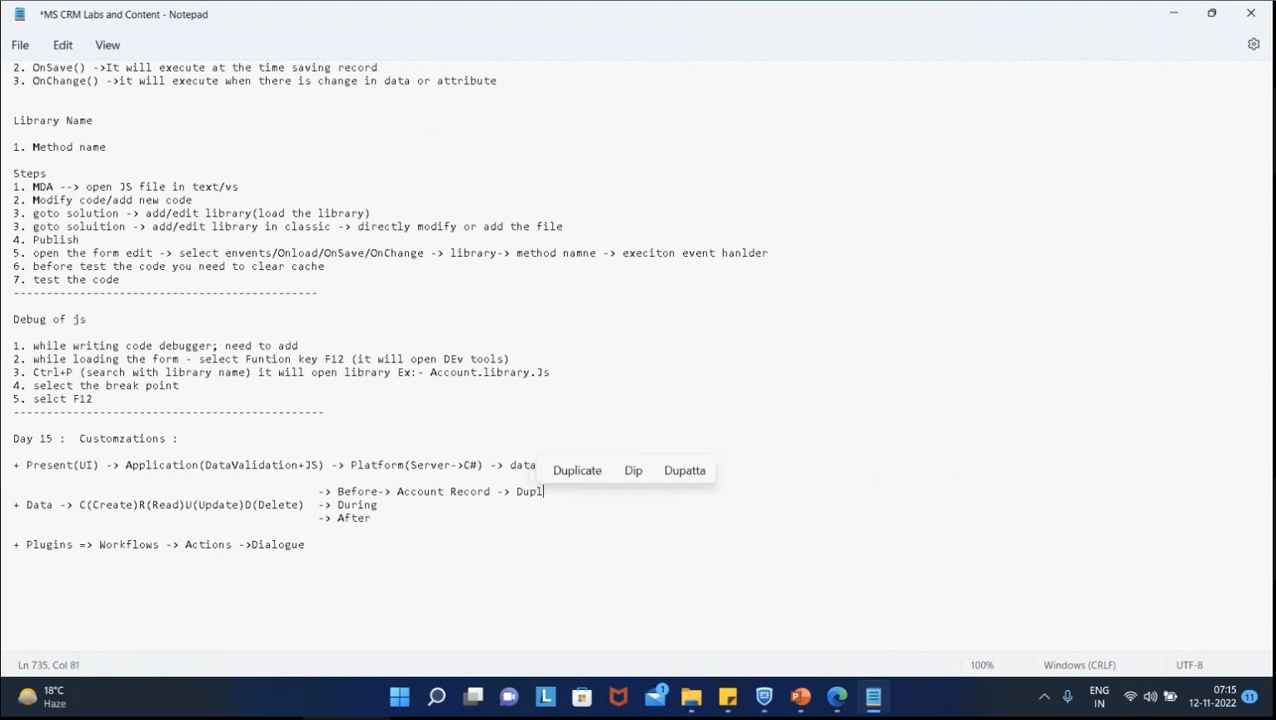 *MS CRM Labs and Content - Notepad
File Edit View
2. OnSave() ->It will execute at the time saving record
3. OnChange() ->it will execute when there is change in data or attribute
Library Name
1. Method name
Steps
1. MDA --> open JS file in text/vs
2. Modify code/add new code
3. goto solution -> add/edit library(load the library)
3. goto soluition -> add/edit library in classic -> directly modify or add the file
4. Publish
5. open the form edit -> select envents/Onload/OnSave/OnChange -> library-> method namne -> execiton event hanlder
6. before test the code you need to clear cache
7. test the code
----------------------------------------------
Debug of js
1. while writing code debugger; need to add
2. while loading the form - select Funtion key F12 (it will open DEv tools)
3. Ctrl+P (search with library name) it will open library Ex:- Account.library.Js
4. select the break point
5. selct F12
-----------------------------------------------
Day 15 :  Customzations :
+ Present(UI) -> Application(DataValidation+JS) -> Platform(Server->C#) -> data
Duplicate Dip Dupatta
-> Before-> Account Record -> Dupl
+ Data -> C(Create)R(Read)U(Update)D(Delete)  -> During
-> After
+ Plugins => Workflows -> Actions ->Dialogue
Ln 735, Col 81 100% Windows (CRLF) UTF-8
18°C
Haze
1
ENG
IN
07:15
12-11-2022
11